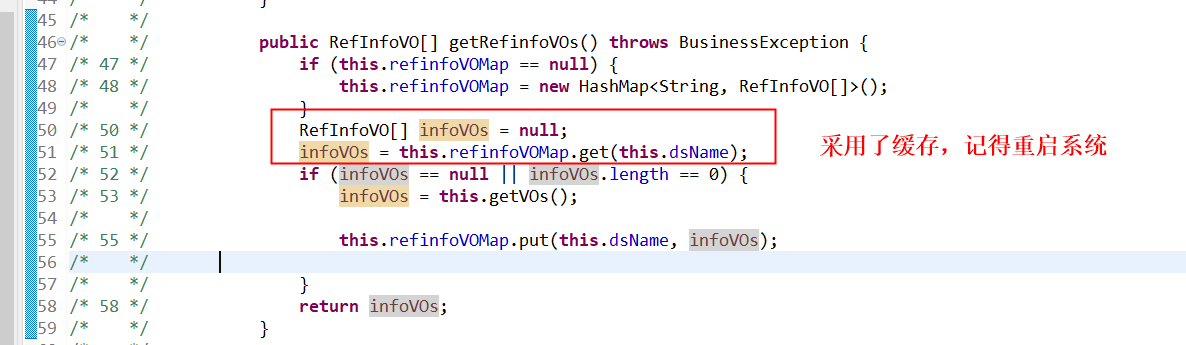 44 /*    */ }
45 /*    */
46 /*    */ public RefInfoVO[] getRefinfoVOs() throws BusinessException {
47 /* 47 */ if (this.refinfoVOMap == null) {
48 /* 48 */ this.refinfoVOMap = new HashMap<String, RefInfoVO[]>();
49 /*    */ }
50 /* 50 */ RefInfoVO[] infoVOs = null;
51 /* 51 */ infoVOs = this.refinfoVOMap.get(this.dsName);
采用了缓存，记得重启系统
52 /* 52 */ if (infoVOs == null || infoVOs.length == 0) {
53 /* 53 */ infoVOs = this.getVOs();
54 /*    */
55 /* 55 */ this.refinfoVOMap.put(this.dsName, infoVOs);
56 /*    */
57 /*    */ }
58 /* 58 */ return infoVOs;
59 /*    */ }